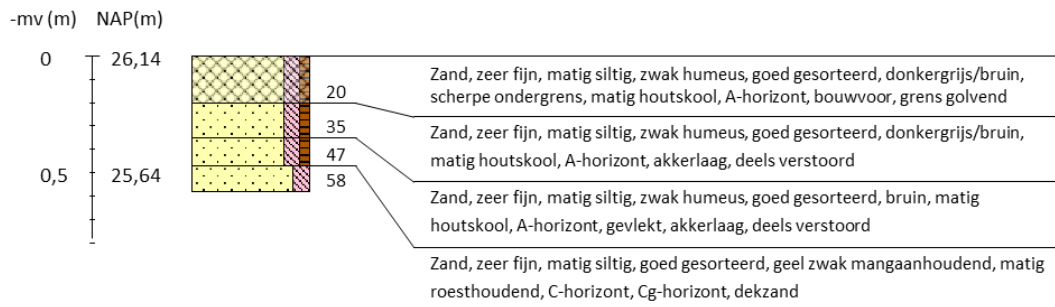 -mv (m) NAP(m)
0 26,14
20
35
47
0,5 25,64
58
Zand, zeer fijn, matig siltig, zwak humeus, goed gesorteerd, donkergrijs/bruin,
scherpe ondergrens, matig houtskool, A-horizont, bouwvoor, grens golvend
Zand, zeer fijn, matig siltig, zwak humeus, goed gesorteerd, donkergrijs/bruin,
matig houtskool, A-horizont, akkerlaag, deels verstoord
Zand, zeer fijn, matig siltig, zwak humeus, goed gesorteerd, bruin, matig
houtskool, A-horizont, gevlekt, akkerlaag, deels verstoord
Zand, zeer fijn, matig siltig, goed gesorteerd, geel zwak mangaanhoudend, matig
roesthoudend, C-horizont, Cg-horizont, dekzand